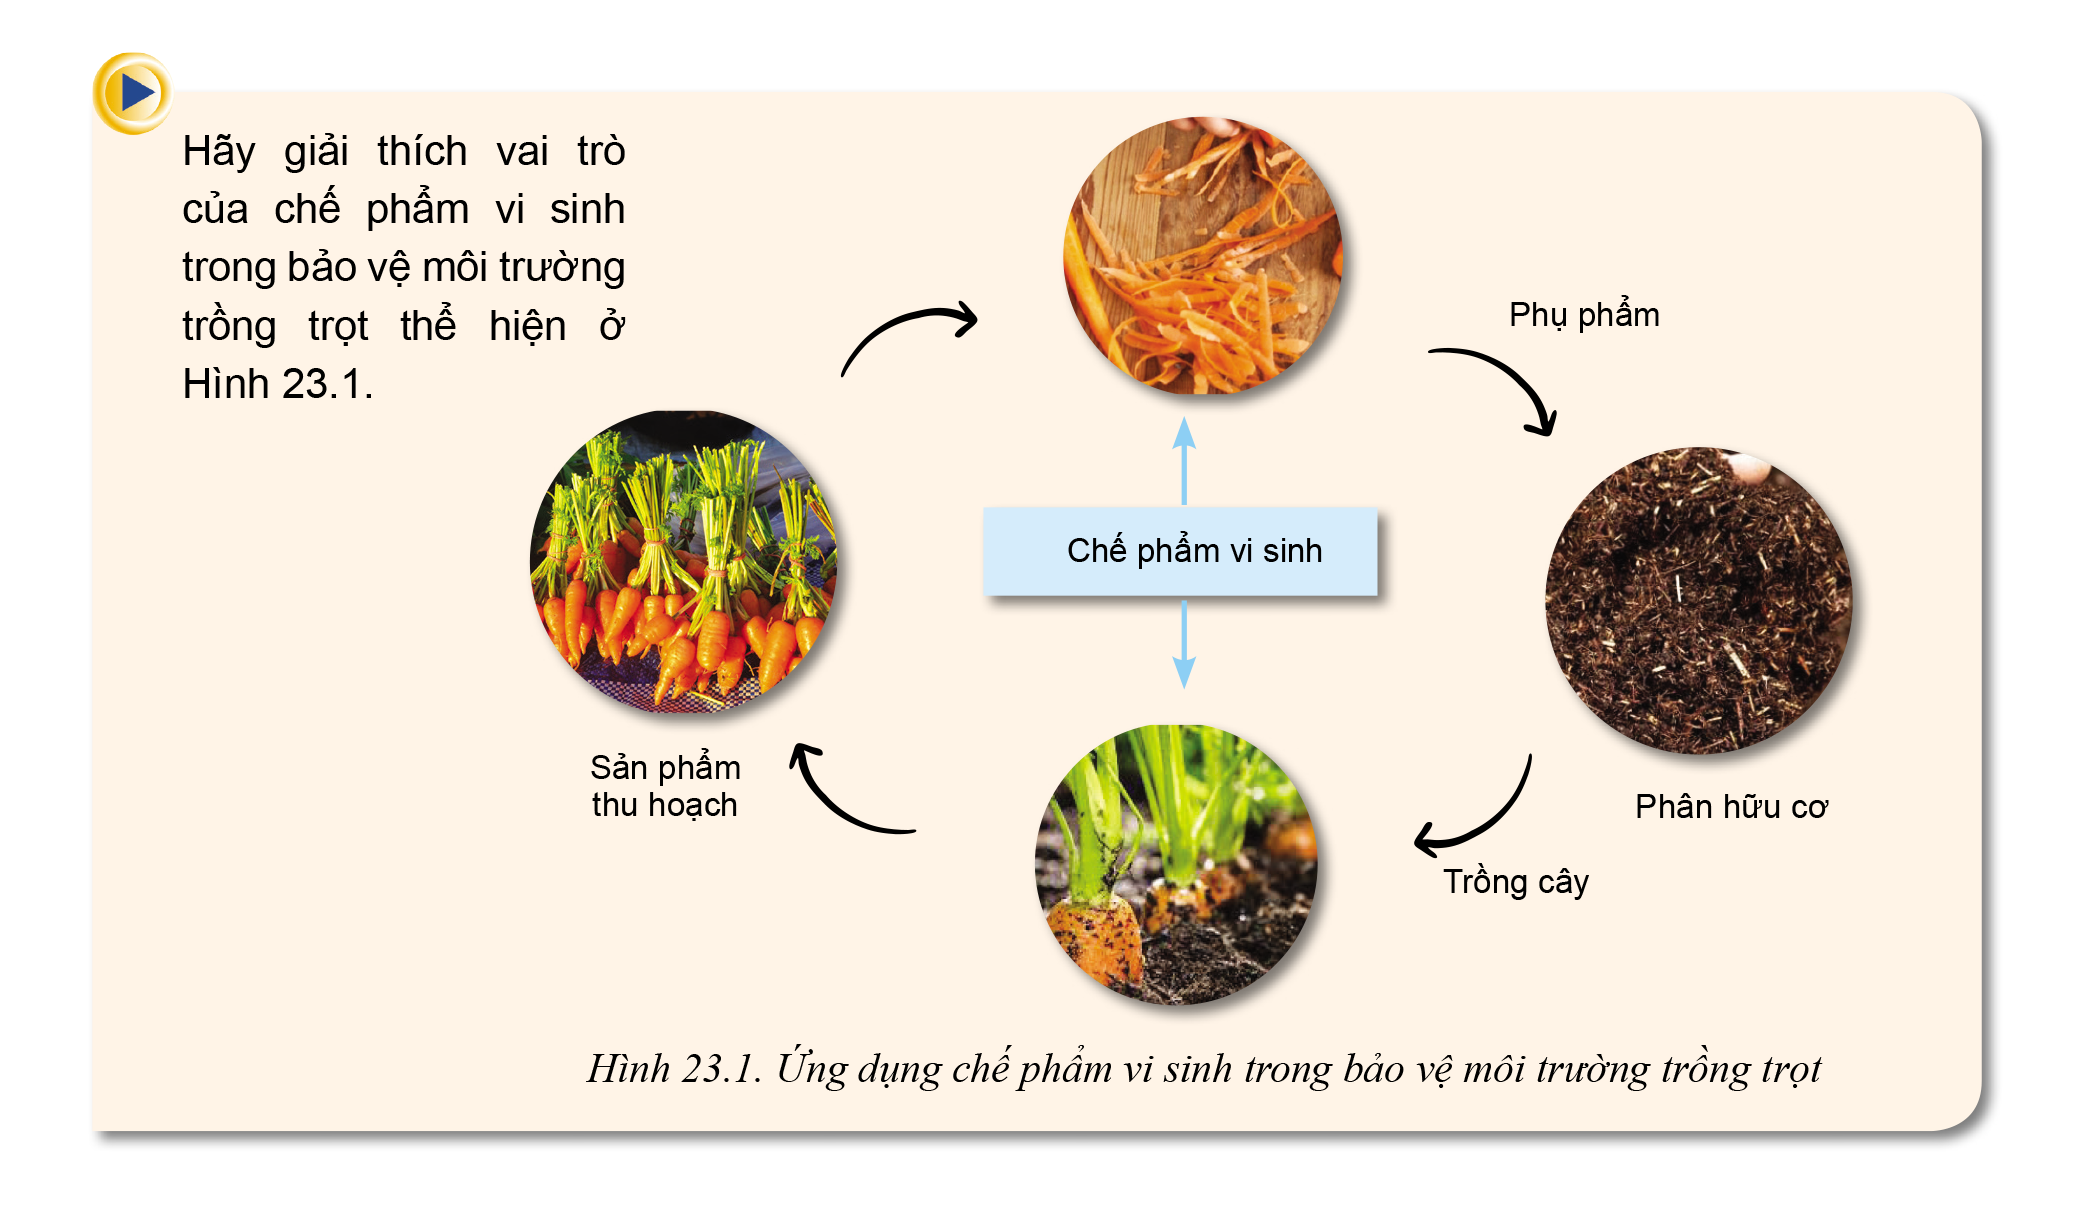 Hãy giải thích vai trò
của chế phẩm vi sinh
trong bảo vệ môi trường
trồng trọt thể hiện ở
Hình 23.1.
Phụ phẩm
Chế phẩm vi sinh
Sản phẩm
thu hoạch
Phân hữu cơ
Trồng cây
Hình 23.1. Ứng dụng chế phẩm vi sinh trong bảo vệ môi trường trồng trọt